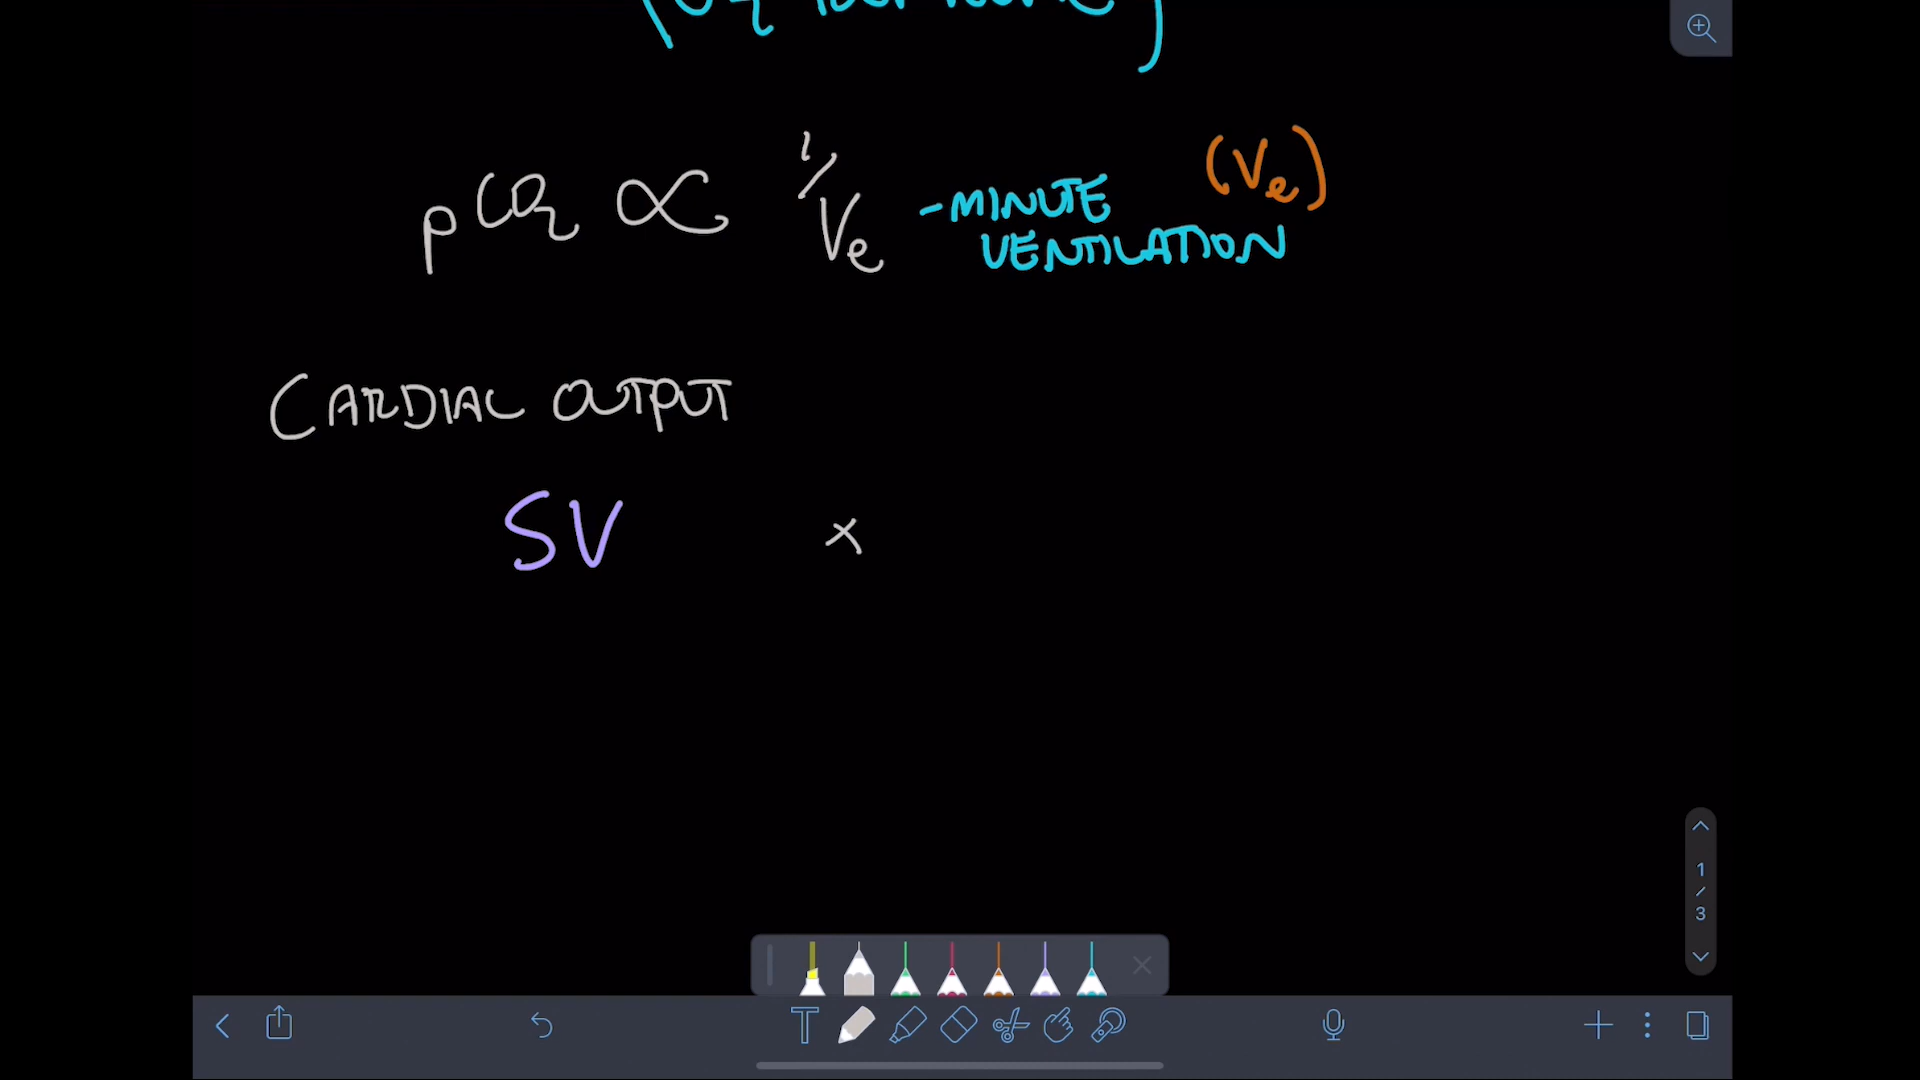 pCO₂ ∝ 1/Ve - MINUTE VENTILATION (Ve)
CARDIAC OUTPUT
SV ×
1
/
3
T